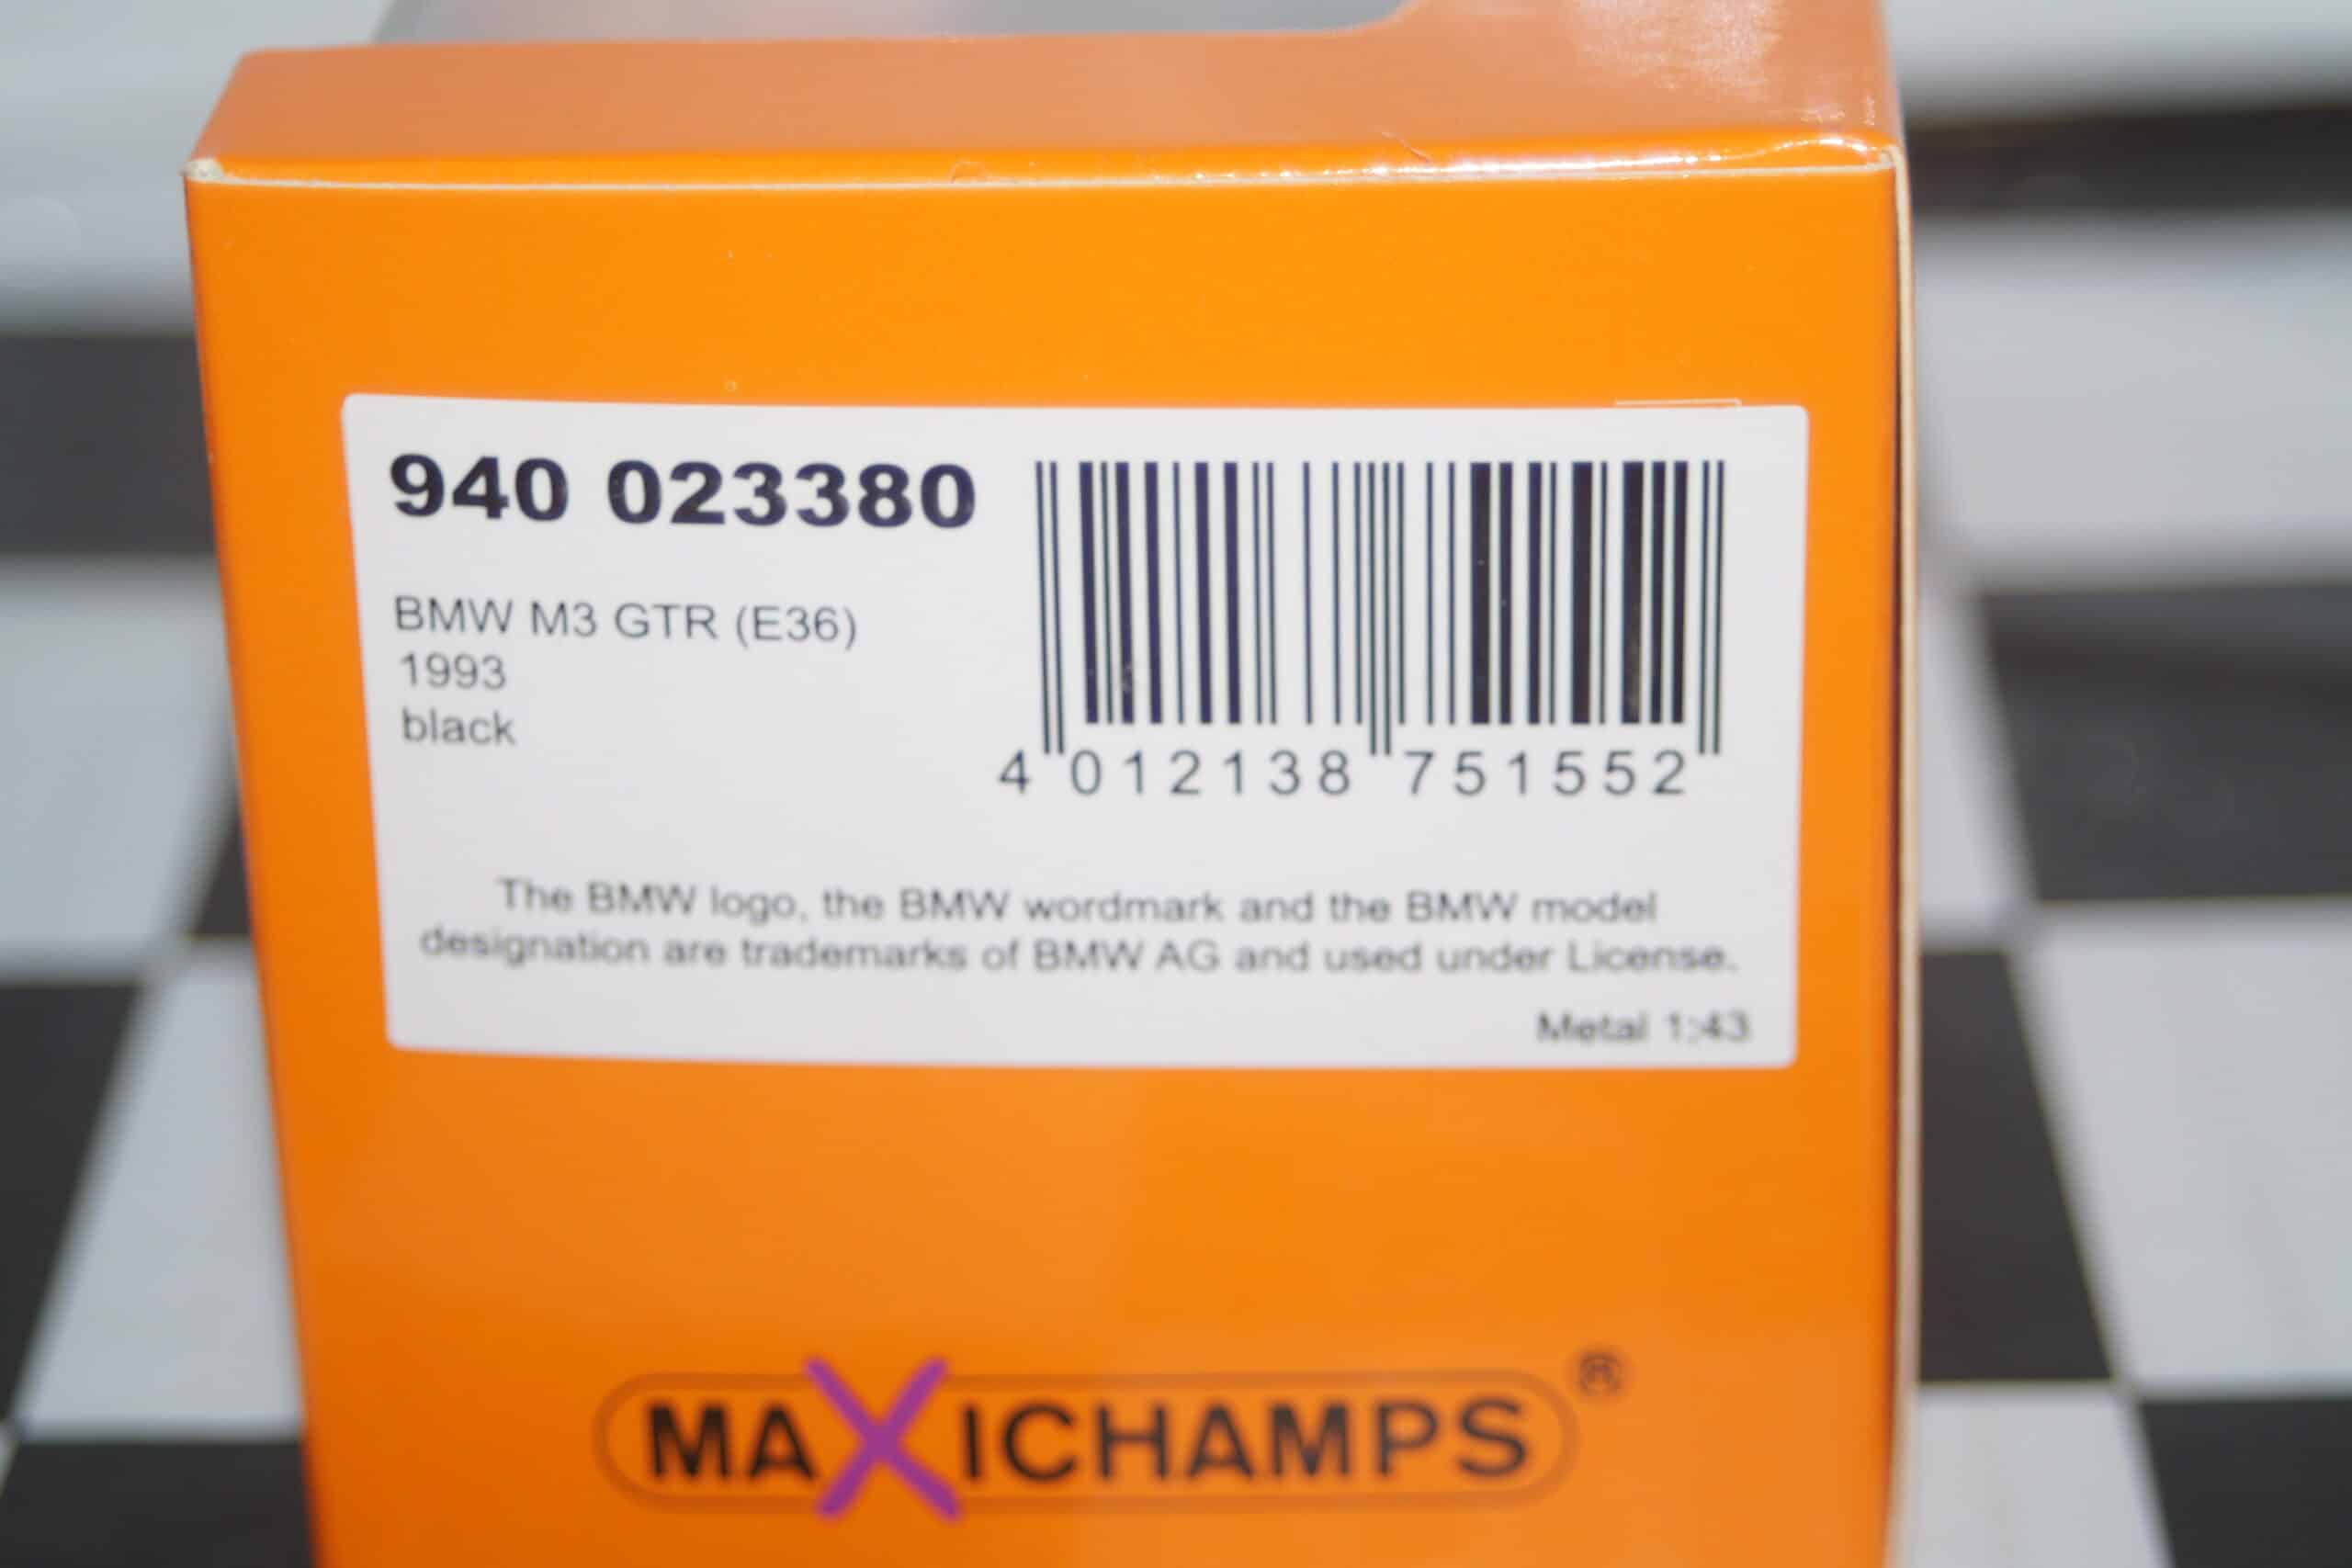 940 023380
BMW M3 GTR (E36)
1993
black
4 012138 751552
The BMW logo, the BMW wordmark and the BMW model
designation are trademarks of BMW AG and used under License.
Metal 1:43
MAXICHAMPS®